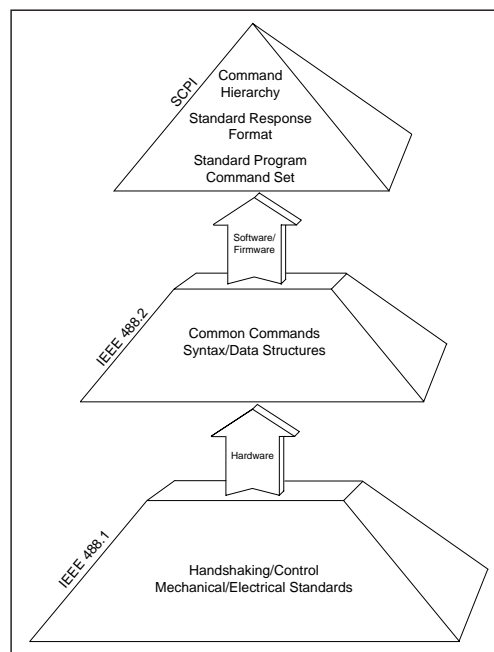 SCPI
Command
Hierarchy
Standard Response
Format
Standard Program
Command Set
Software/
Firmware
IEEE 488.2
Common Commands
Syntax/Data Structures
Hardware
IEEE 488.1
Handshaking/Control
Mechanical/Electrical Standards